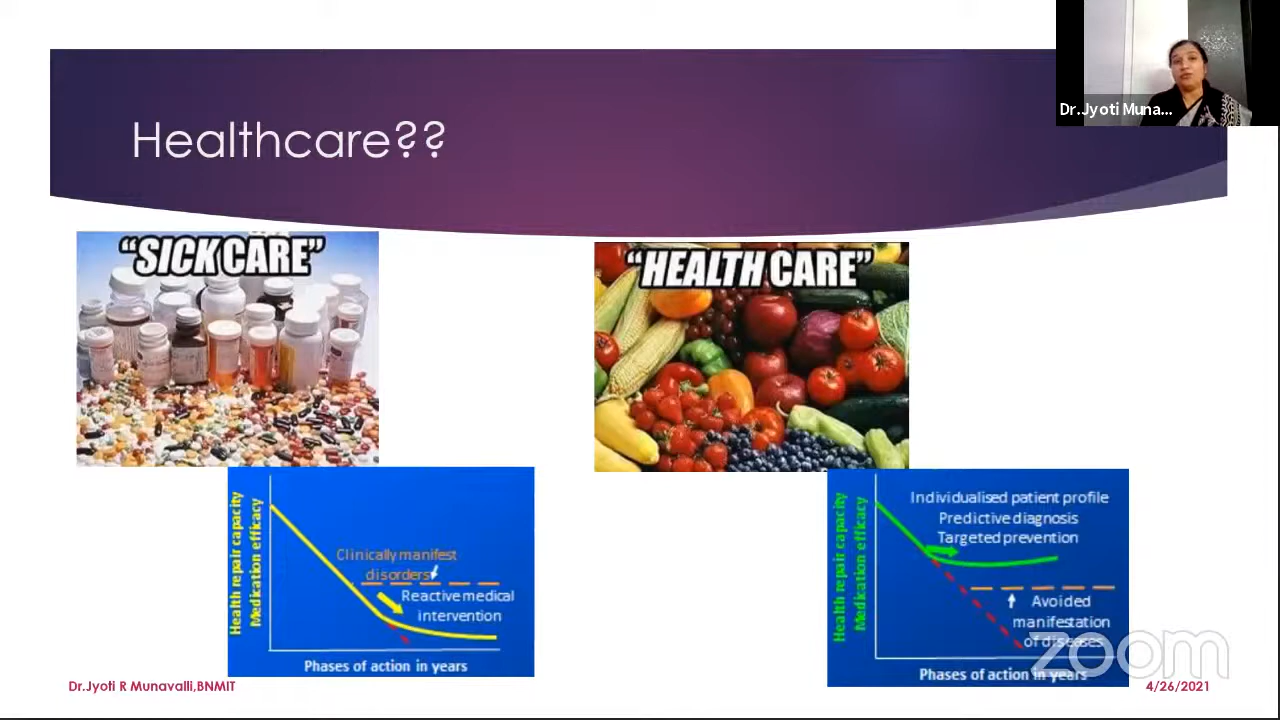 Dr.Jyoti Muna...
Healthcare??
“SICK CARE”
“HEALTH CARE”
Health repair capacity
Medication efficacy
Clinically manifest
disorders
Reactive medical
intervention
Phases of action in years
Health repair capacity
Medication efficacy
Individualised patient profile
Predictive diagnosis
Targeted prevention
Avoided
manifestation
of diseases
Phases of action in years
zoom
Dr.Jyoti R Munavalli,BNMIT
4/26/2021